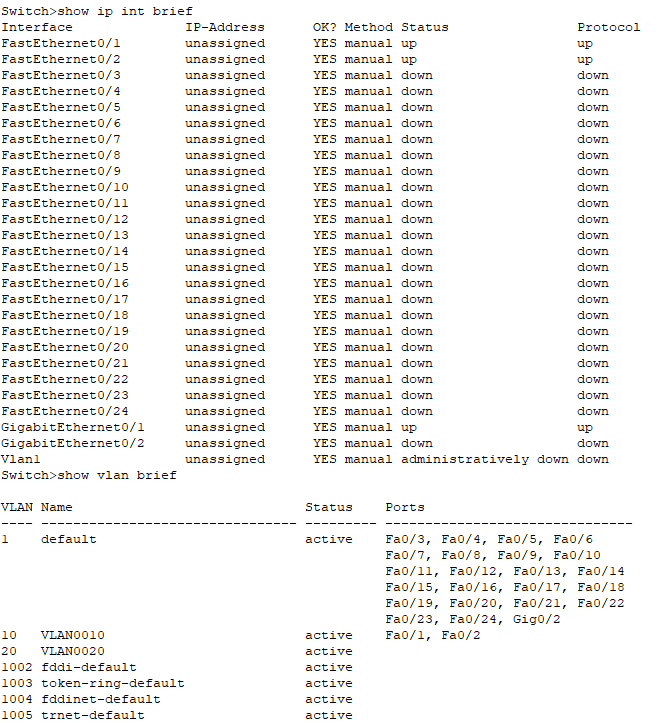 Switch>show ip int brief
Interface IP-Address OK? Method Status Protocol
FastEthernet0/1 unassigned YES manual up up
FastEthernet0/2 unassigned YES manual up up
FastEthernet0/3 unassigned YES manual down down
FastEthernet0/4 unassigned YES manual down down
FastEthernet0/5 unassigned YES manual down down
FastEthernet0/6 unassigned YES manual down down
FastEthernet0/7 unassigned YES manual down down
FastEthernet0/8 unassigned YES manual down down
FastEthernet0/9 unassigned YES manual down down
FastEthernet0/10 unassigned YES manual down down
FastEthernet0/11 unassigned YES manual down down
FastEthernet0/12 unassigned YES manual down down
FastEthernet0/13 unassigned YES manual down down
FastEthernet0/14 unassigned YES manual down down
FastEthernet0/15 unassigned YES manual down down
FastEthernet0/16 unassigned YES manual down down
FastEthernet0/17 unassigned YES manual down down
FastEthernet0/18 unassigned YES manual down down
FastEthernet0/19 unassigned YES manual down down
FastEthernet0/20 unassigned YES manual down down
FastEthernet0/21 unassigned YES manual down down
FastEthernet0/22 unassigned YES manual down down
FastEthernet0/23 unassigned YES manual down down
FastEthernet0/24 unassigned YES manual down down
GigabitEthernet0/1 unassigned YES manual up up
GigabitEthernet0/2 unassigned YES manual down down
Vlan1 unassigned YES manual administratively down down
Switch>show vlan brief
VLAN Name Status Ports
---- -------------------------------- --------- -------------------------------
1 default active Fa0/3, Fa0/4, Fa0/5, Fa0/6
Fa0/7, Fa0/8, Fa0/9, Fa0/10
Fa0/11, Fa0/12, Fa0/13, Fa0/14
Fa0/15, Fa0/16, Fa0/17, Fa0/18
Fa0/19, Fa0/20, Fa0/21, Fa0/22
Fa0/23, Fa0/24, Gig0/2
10 VLAN0010 active Fa0/1, Fa0/2
20 VLAN0020 active
1002 fddi-default active
1003 token-ring-default active
1004 fddinet-default active
1005 trnet-default active